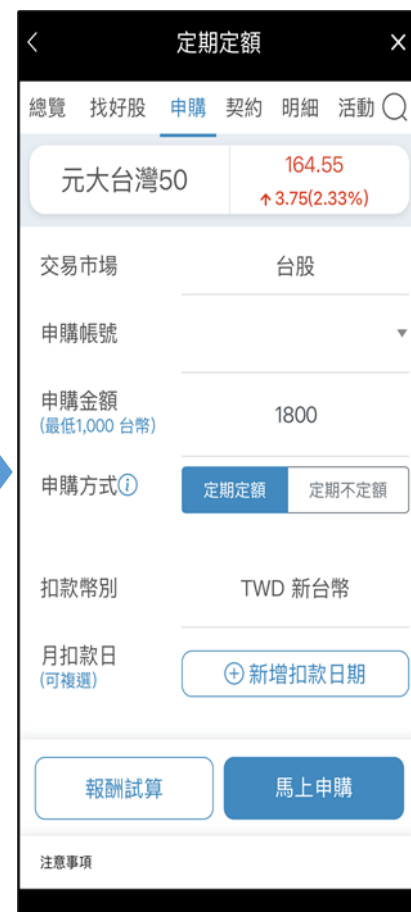 定期定額
總覽 找好股 申購 契約 明細 活動
元大台灣50
164.55
↑3.75(2.33%)
交易市場 台股
申購帳號
申購金額 1800
(最低1,000 台幣)
申購方式 定期定額 定期不定額
扣款幣別 TWD 新台幣
月扣款日
(可複選)
新增扣款日期
報酬試算 馬上申購
注意事項